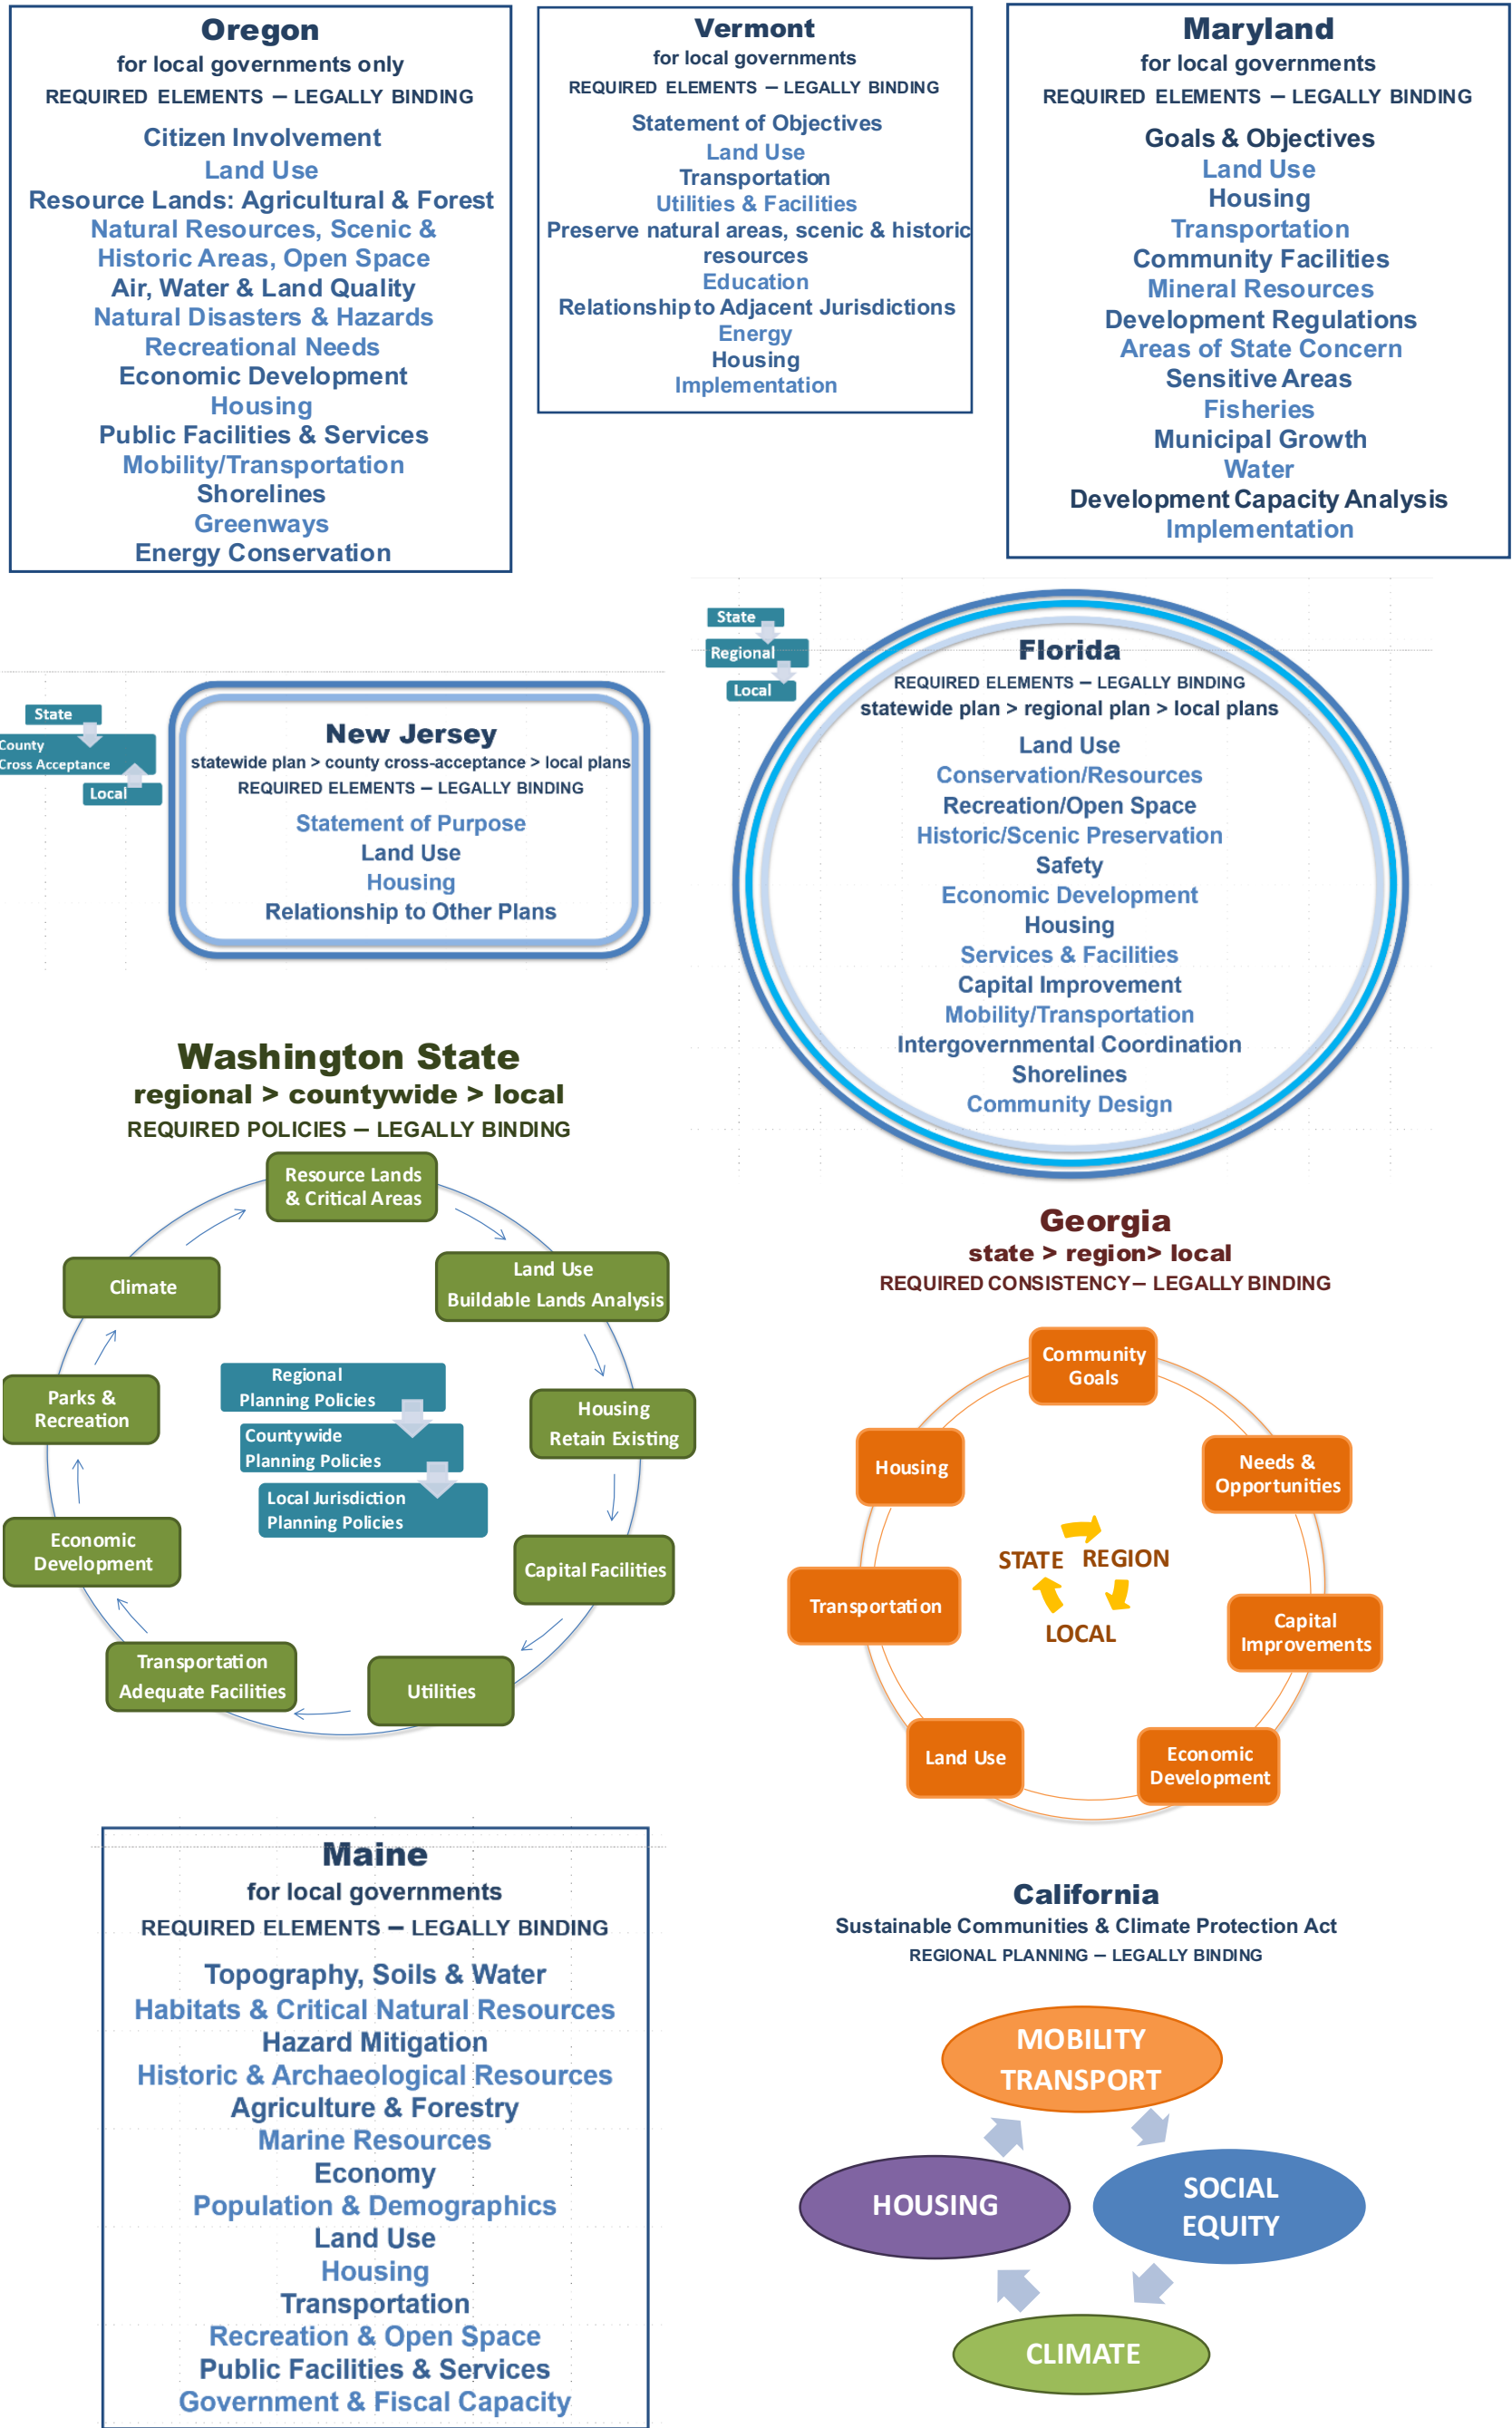 Oregon
for local governments only
REQUIRED ELEMENTS – LEGALLY BINDING
Citizen Involvement
Land Use
Resource Lands: Agricultural & Forest
Natural Resources, Scenic &
Historic Areas, Open Space
Air, Water & Land Quality
Natural Disasters & Hazards
Recreational Needs
Economic Development
Housing
Public Facilities & Services
Mobility/Transportation
Shorelines
Greenways
Energy Conservation
Vermont
for local governments
REQUIRED ELEMENTS – LEGALLY BINDING
Statement of Objectives
Land Use
Transportation
Utilities & Facilities
Preserve natural areas, scenic & historic
resources
Education
Relationship to Adjacent Jurisdictions
Energy
Housing
Implementation
Maryland
for local governments
REQUIRED ELEMENTS – LEGALLY BINDING
Goals & Objectives
Land Use
Housing
Transportation
Community Facilities
Mineral Resources
Development Regulations
Areas of State Concern
Sensitive Areas
Fisheries
Municipal Growth
Water
Development Capacity Analysis
Implementation
State
County
Cross Acceptance
Local
New Jersey
statewide plan > county cross-acceptance > local plans
REQUIRED ELEMENTS – LEGALLY BINDING
Statement of Purpose
Land Use
Housing
Relationship to Other Plans
State
Regional
Local
Florida
REQUIRED ELEMENTS – LEGALLY BINDING
statewide plan > regional plan > local plans
Land Use
Conservation/Resources
Recreation/Open Space
Historic/Scenic Preservation
Safety
Economic Development
Housing
Services & Facilities
Capital Improvement
Mobility/Transportation
Intergovernmental Coordination
Shorelines
Community Design
Washington State
regional > countywide > local
REQUIRED POLICIES – LEGALLY BINDING
Resource Lands
& Critical Areas
Land Use
Buildable Lands Analysis
Housing
Retain Existing
Capital Facilities
Utilities
Transportation
Adequate Facilities
Economic
Development
Parks &
Recreation
Climate
Regional
Planning Policies
Countywide
Planning Policies
Local Jurisdiction
Planning Policies
Georgia
state > region> local
REQUIRED CONSISTENCY– LEGALLY BINDING
Community
Goals
Needs &
Opportunities
Capital
Improvements
Economic
Development
Land Use
Transportation
Housing
STATE
REGION
LOCAL
Maine
for local governments
REQUIRED ELEMENTS – LEGALLY BINDING
Topography, Soils & Water
Habitats & Critical Natural Resources
Hazard Mitigation
Historic & Archaeological Resources
Agriculture & Forestry
Marine Resources
Economy
Population & Demographics
Land Use
Housing
Transportation
Recreation & Open Space
Public Facilities & Services
Government & Fiscal Capacity
California
Sustainable Communities & Climate Protection Act
REGIONAL PLANNING – LEGALLY BINDING
MOBILITY
TRANSPORT
SOCIAL
EQUITY
CLIMATE
HOUSING